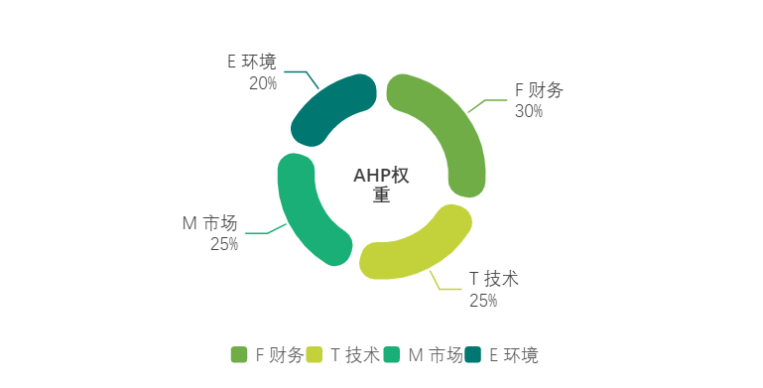 E 环境
20%
F 财务
30%
AHP权
重
M 市场
25%
T 技术
25%
F 财务 T 技术 M 市场 E 环境